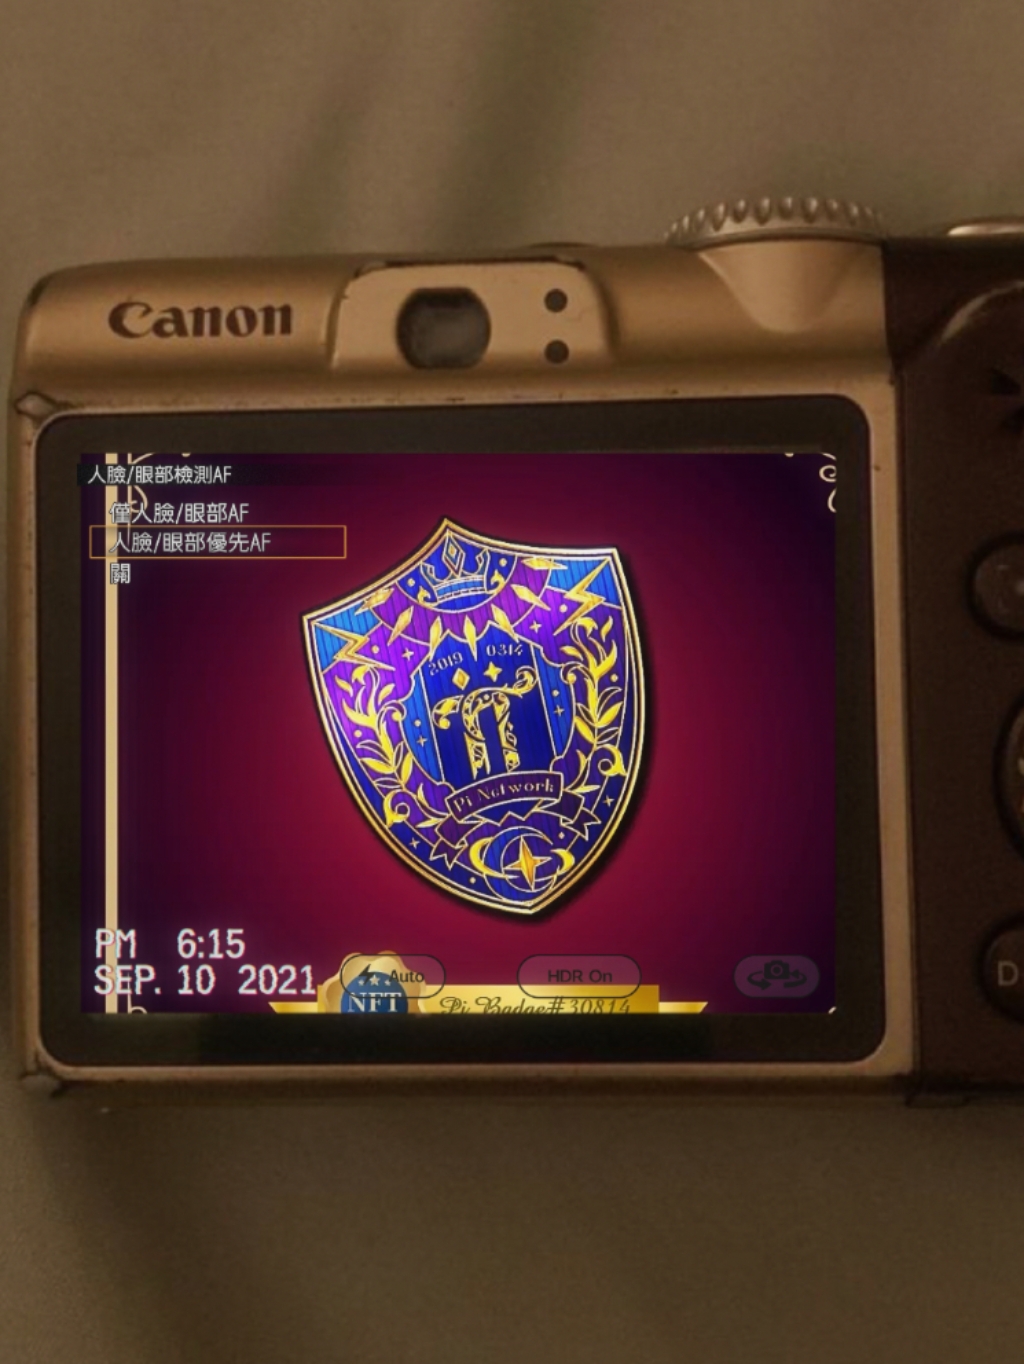 Canon
人臉/眼部檢測AF
僅人臉/眼部AF
人臉/眼部優先AF
關
2019 0314
Pi Network
PM 6:15
SEP. 10 2021
Auto
HDR On
NFT
Pi Badge#30814
D